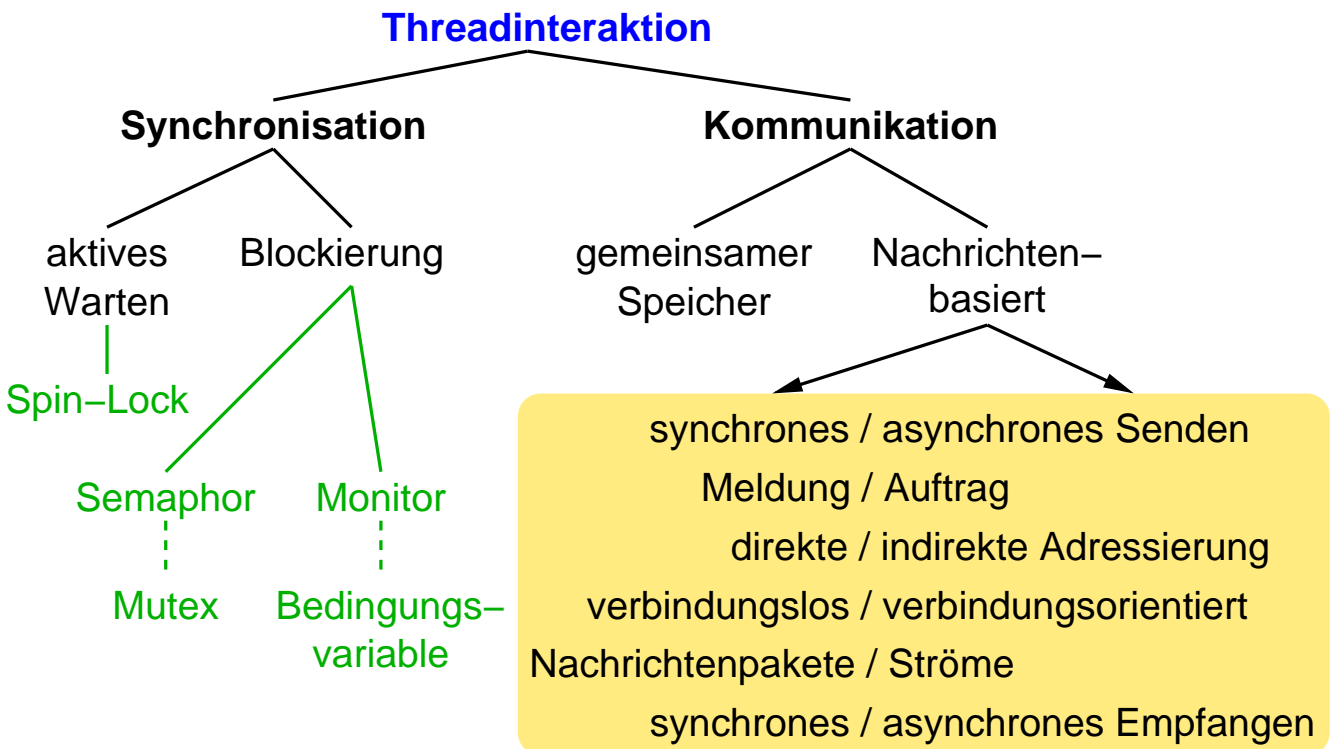 Threadinteraktion
Synchronisation
Kommunikation
aktives
Warten
Blockierung
gemeinsamer
Speicher
Nachrichten−
basiert
Spin−Lock
Semaphor
Monitor
Mutex
Bedingungs−
variable
synchrones / asynchrones Senden
Meldung / Auftrag
direkte / indirekte Adressierung
verbindungslos / verbindungsorientiert
Nachrichtenpakete / Ströme
synchrones / asynchrones Empfangen